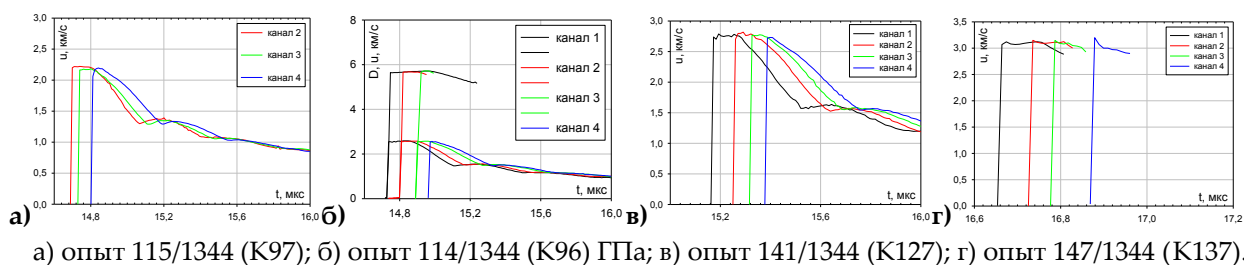 3,0
2,5
2,0
1,5
1,0
0,5
0,0
u, км/с
канал 2
канал 3
канал 4
t, мкс
14,8
15,2
15,6
16,0
а)
8
6
4
2
0
D, u, км/с
канал 1
канал 2
канал 3
канал 4
t, мкс
14,8
15,2
15,6
16,0
б)
3,0
2,5
2,0
1,5
1,0
0,5
0,0
u, км/с
канал 1
канал 2
канал 3
канал 4
t, мкс
15,2
15,6
16,0
в)
3,5
3,0
2,5
2,0
1,5
1,0
0,5
0,0
u, км/с
канал 1
канал 2
канал 3
канал 4
t, мкс
16,6
16,8
17,0
17,2
г)
а) опыт 115/1344 (К97); б) опыт 114/1344 (К96) ГПа; в) опыт 141/1344 (К127); г) опыт 147/1344 (К137).